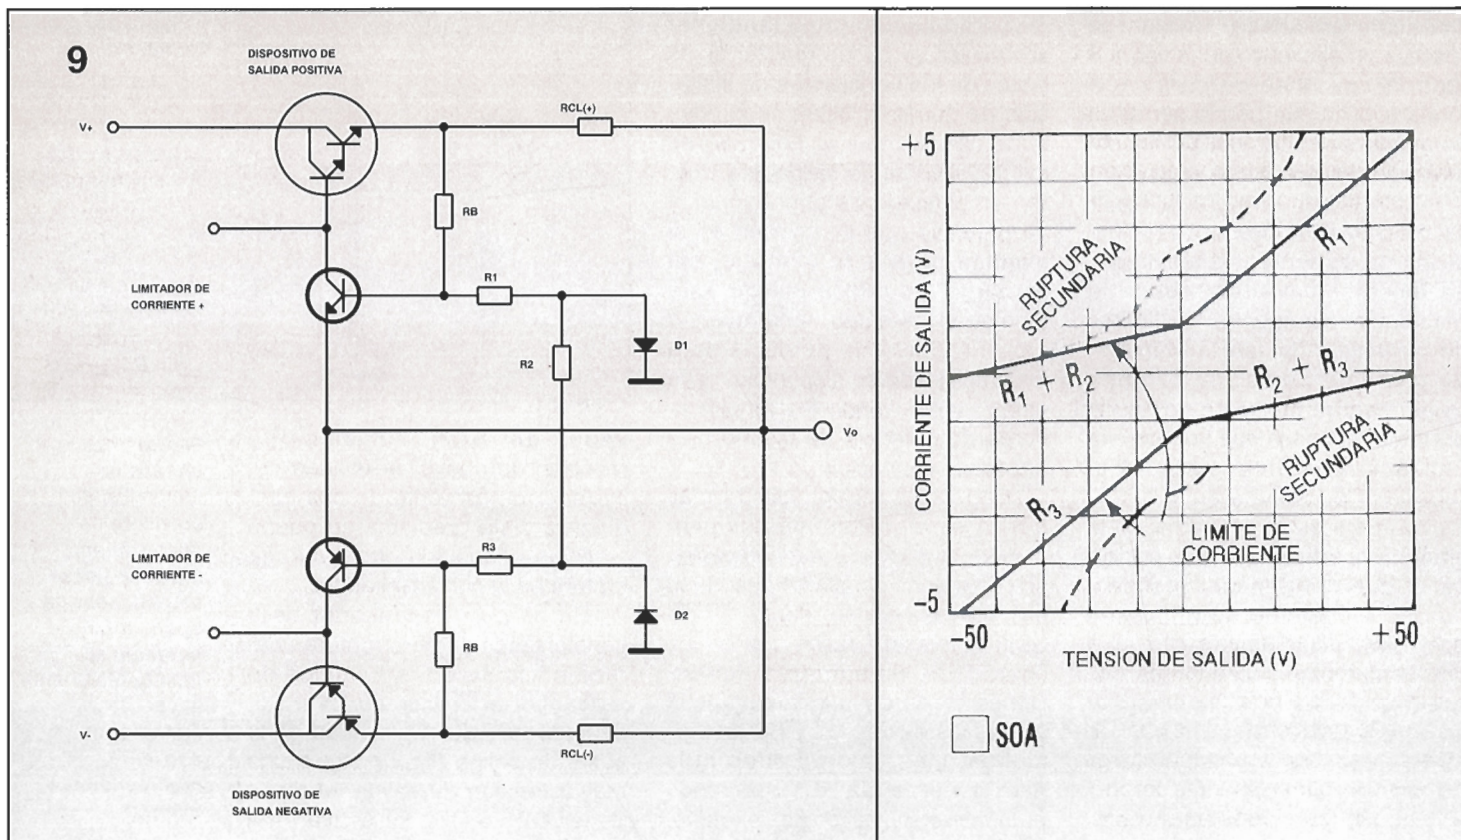 9
DISPOSITIVO DE
SALIDA POSITIVA
V+
RCL(+)
RB
R1
LIMITADOR DE
CORRIENTE +
R2
D1
Vo
LIMITADOR DE
CORRIENTE -
R3
D2
RB
V-
RCL(-)
DISPOSITIVO DE
SALIDA NEGATIVA
+5
CORRIENTE DE SALIDA (V)
RUPTURA
SECUNDARIA
R1
R1 + R2
R2 + R3
RUPTURA
SECUNDARIA
R3
LIMITE DE
CORRIENTE
-5
-50
+50
TENSION DE SALIDA (V)
SOA